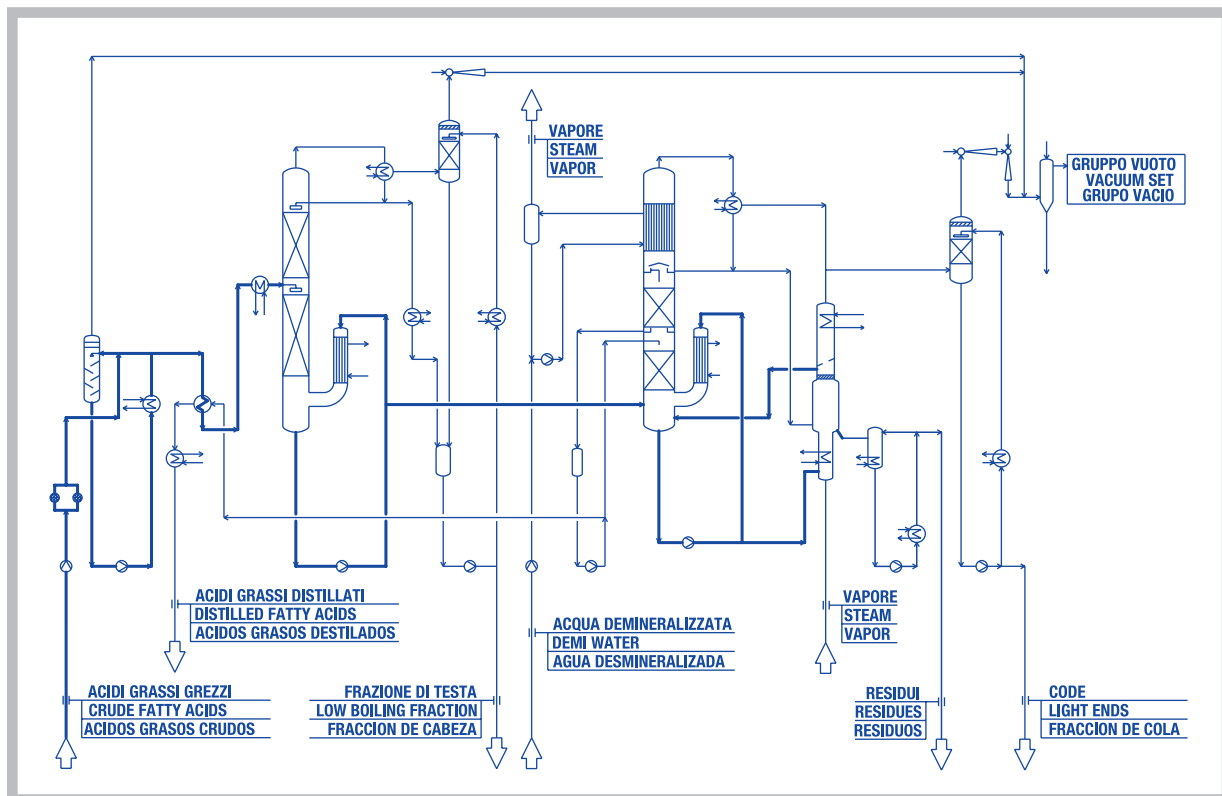 VAPORE
STEAM
VAPOR
GRUPPO VUOTO
VACUUM SET
GRUPO VACIO
ACIDI GRASSI DISTILLATI
DISTILLED FATTY ACIDS
ACIDOS GRASOS DESTILADOS
ACQUA DEMINERALIZZATA
DEMI WATER
AGUA DESMINERALIZADA
VAPORE
STEAM
VAPOR
ACIDI GRASSI GREZZI
CRUDE FATTY ACIDS
ACIDOS GRASOS CRUDOS
FRAZIONE DI TESTA
LOW BOILING FRACTION
FRACCION DE CABEZA
RESIDUI
RESIDUES
RESIDUOS
CODE
LIGHT ENDS
FRACCION DE COLA